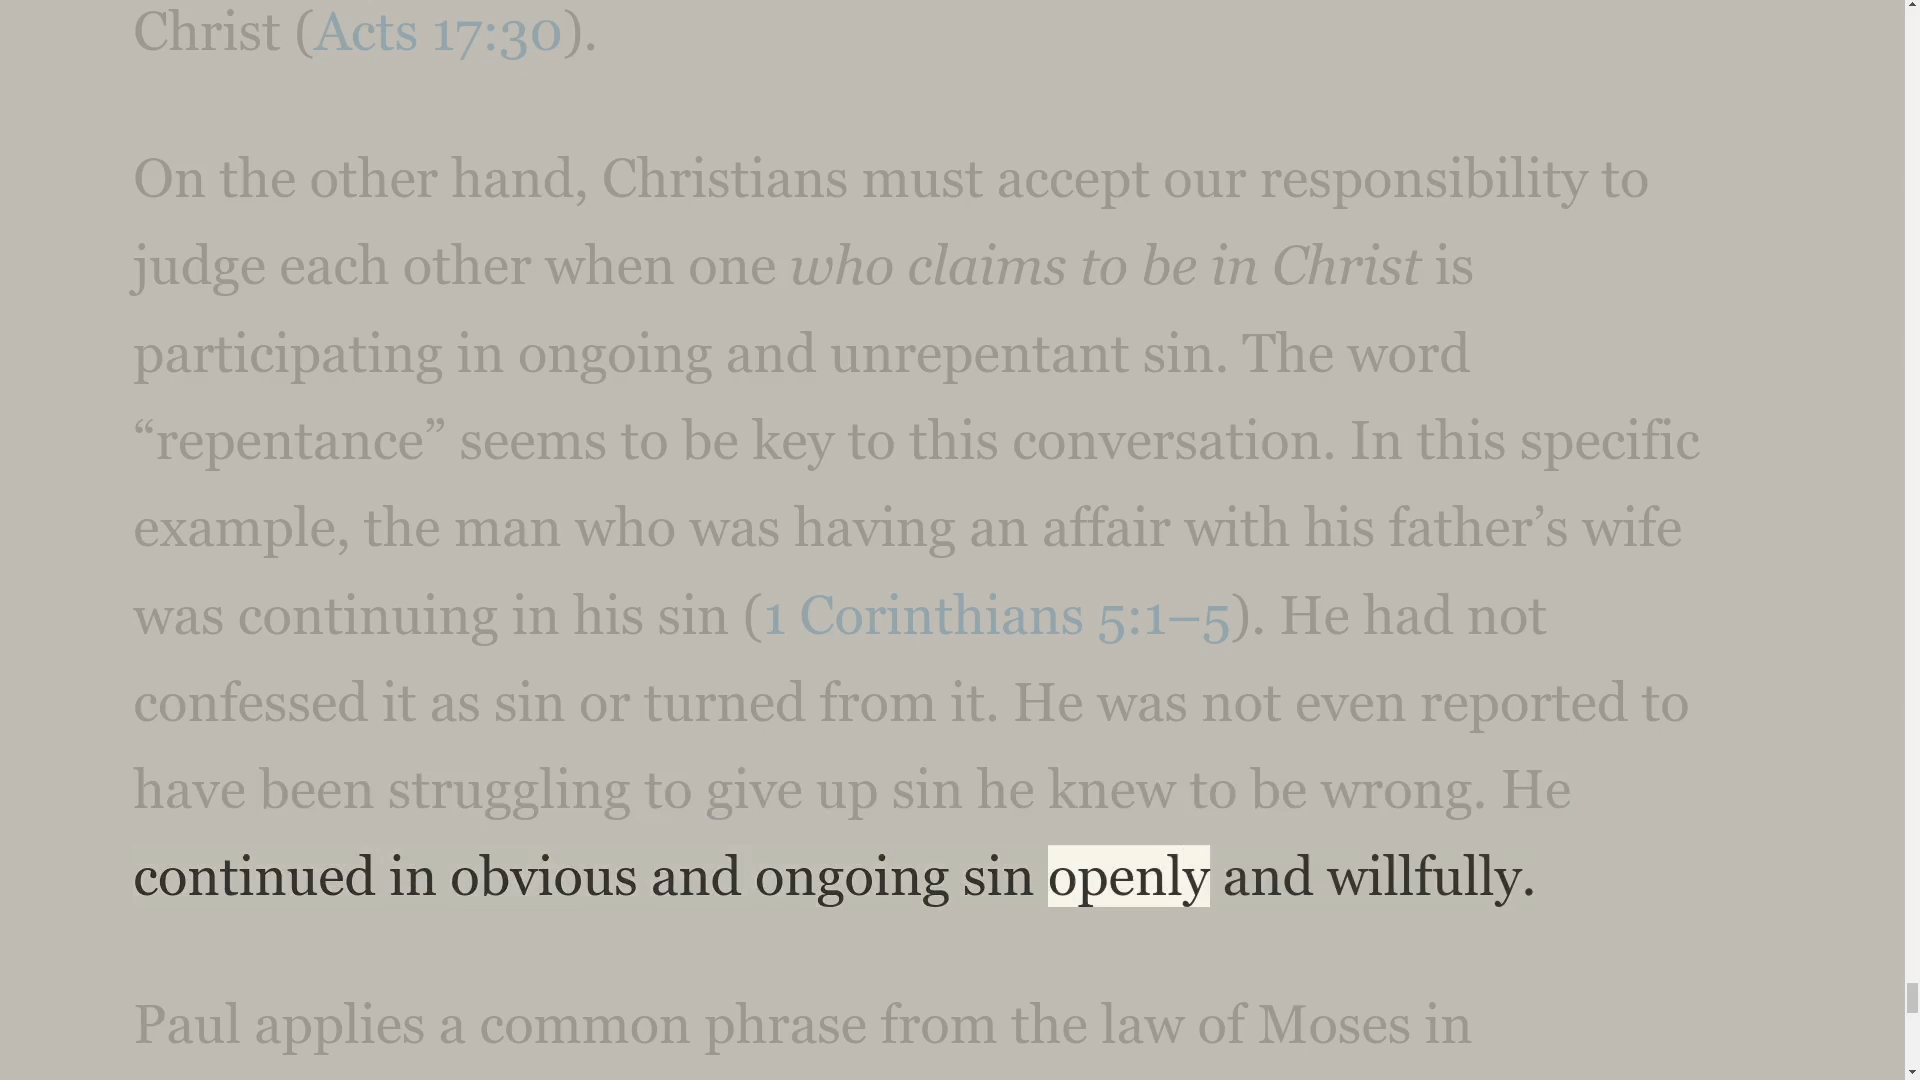 Christ (Acts 17:30).
On the other hand, Christians must accept our responsibility to
judge each other when one who claims to be in Christ is
participating in ongoing and unrepentant sin. The word
“repentance” seems to be key to this conversation. In this specific
example, the man who was having an affair with his father’s wife
was continuing in his sin (1 Corinthians 5:1–5). He had not
confessed it as sin or turned from it. He was not even reported to
have been struggling to give up sin he knew to be wrong. He
continued in obvious and ongoing sin openly and willfully.
Paul applies a common phrase from the law of Moses in